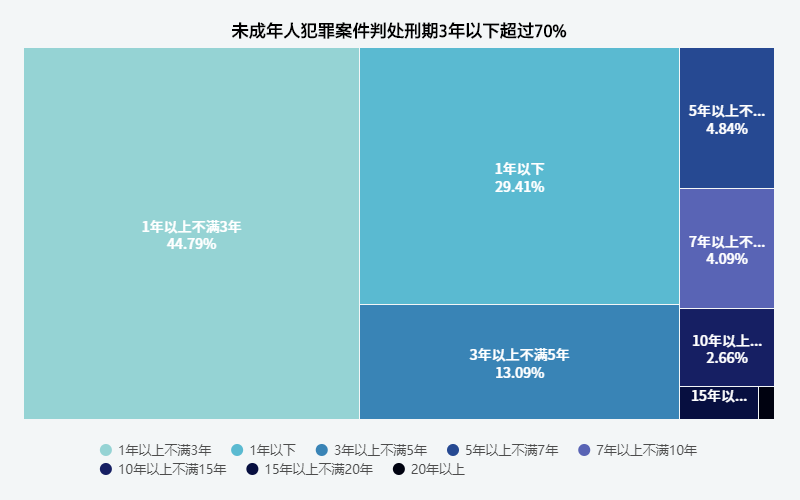 未成年人犯罪案件判处刑期3年以下超过70%
1年以上不满3年
44.79%
1年以下
29.41%
3年以上不满5年
13.09%
5年以上不...
4.84%
7年以上不...
4.09%
10年以上...
2.66%
15年以...
1年以上不满3年
1年以下
3年以上不满5年
5年以上不满7年
7年以上不满10年
10年以上不满15年
15年以上不满20年
20年以上